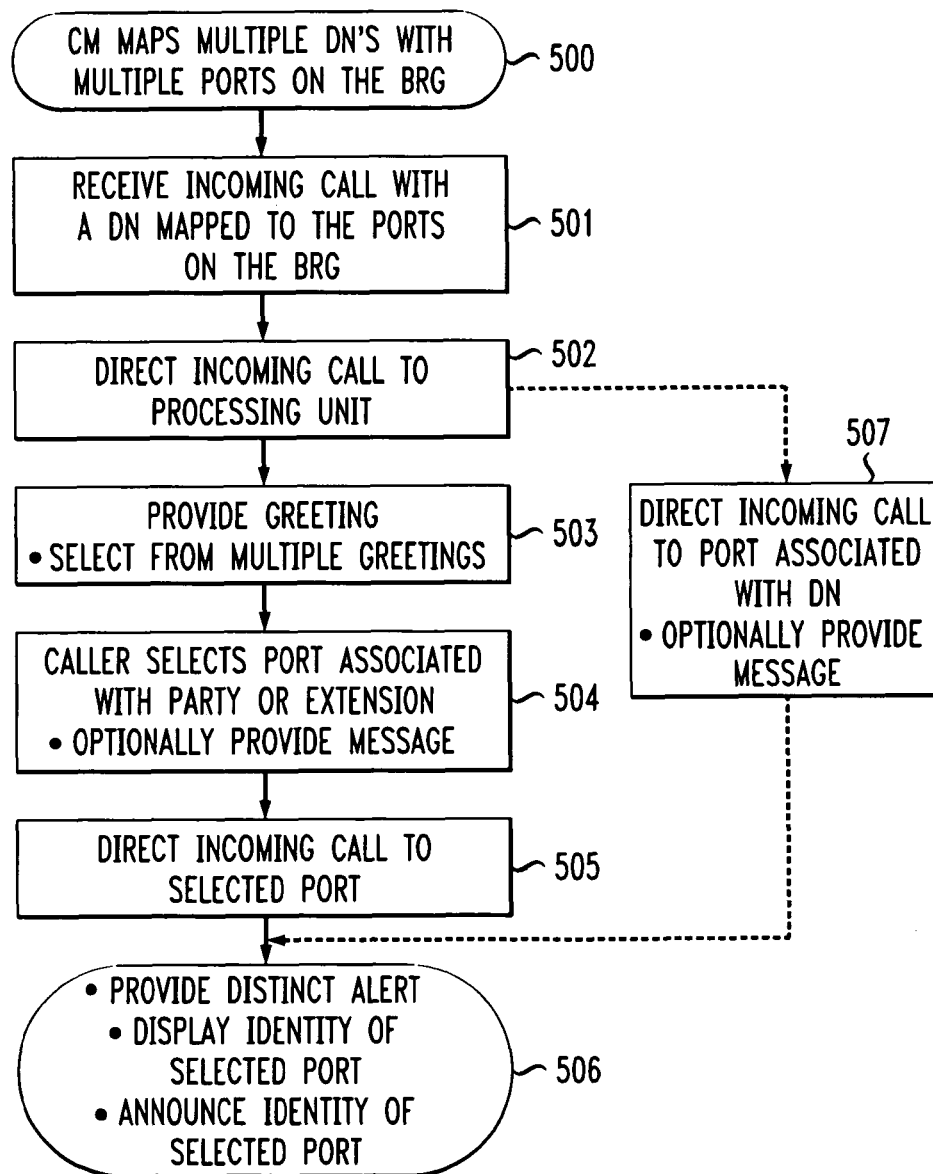 CM MAPS MULTIPLE DN'S WITH
MULTIPLE PORTS ON THE BRG
500
RECEIVE INCOMING CALL WITH
A DN MAPPED TO THE PORTS
ON THE BRG
501
DIRECT INCOMING CALL TO
PROCESSING UNIT
502
PROVIDE GREETING
• SELECT FROM MULTIPLE GREETINGS
503
CALLER SELECTS PORT ASSOCIATED
WITH PARTY OR EXTENSION
• OPTIONALLY PROVIDE MESSAGE
504
DIRECT INCOMING CALL TO
SELECTED PORT
505
507
DIRECT INCOMING CALL
TO PORT ASSOCIATED
WITH DN
• OPTIONALLY PROVIDE
MESSAGE
• PROVIDE DISTINCT ALERT
• DISPLAY IDENTITY OF
SELECTED PORT
• ANNOUNCE IDENTITY OF
SELECTED PORT
506